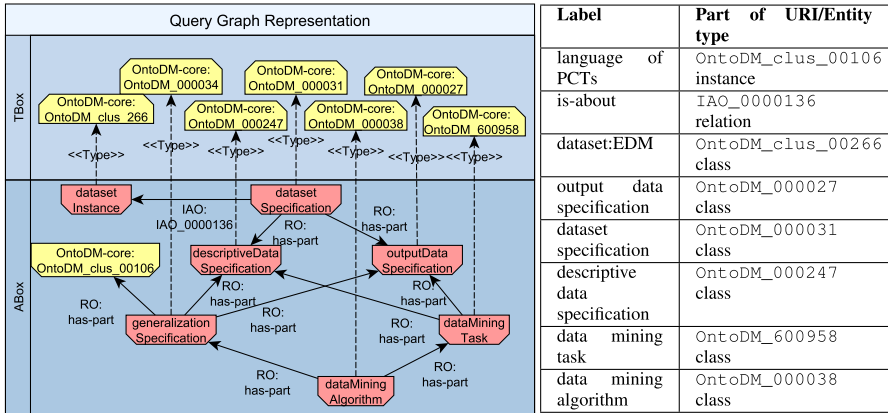 Query Graph Representation
TBox
OntoDM-core:
OntoDM_clus_266
OntoDM-core:
OntoDM_000034
OntoDM-core:
OntoDM_000247
OntoDM-core:
OntoDM_000031
OntoDM-core:
OntoDM_000038
OntoDM-core:
OntoDM_000027
OntoDM-core:
OntoDM_600958
<<Type>>
<<Type>>
<<Type>>
<<Type>>
<<Type>>
<<Type>>
<<Type>>
ABox
dataset
Instance
dataset
Specification
IAO:
IAO_0000136
RO:
has-part
RO:
has-part
descriptiveData
Specification
outputData
Specification
OntoDM-core:
OntoDM_clus_00106
RO:
has-part
RO:
has-part
RO:
has-part
RO:
has-part
RO:
has-part
generalization
Specification
dataMining
Task
RO:
has-part
RO:
has-part
dataMining
Algorithm
Label
Part of URI/Entity
type
language of
PCTs
OntoDM_clus_00106
instance
is-about
IAO_0000136
relation
dataset:EDM
OntoDM_clus_00266
class
output data
specification
OntoDM_000027
class
dataset
specification
OntoDM_000031
class
descriptive
data
specification
OntoDM_000247
class
data mining
task
OntoDM_600958
class
data mining
algorithm
OntoDM_000038
class